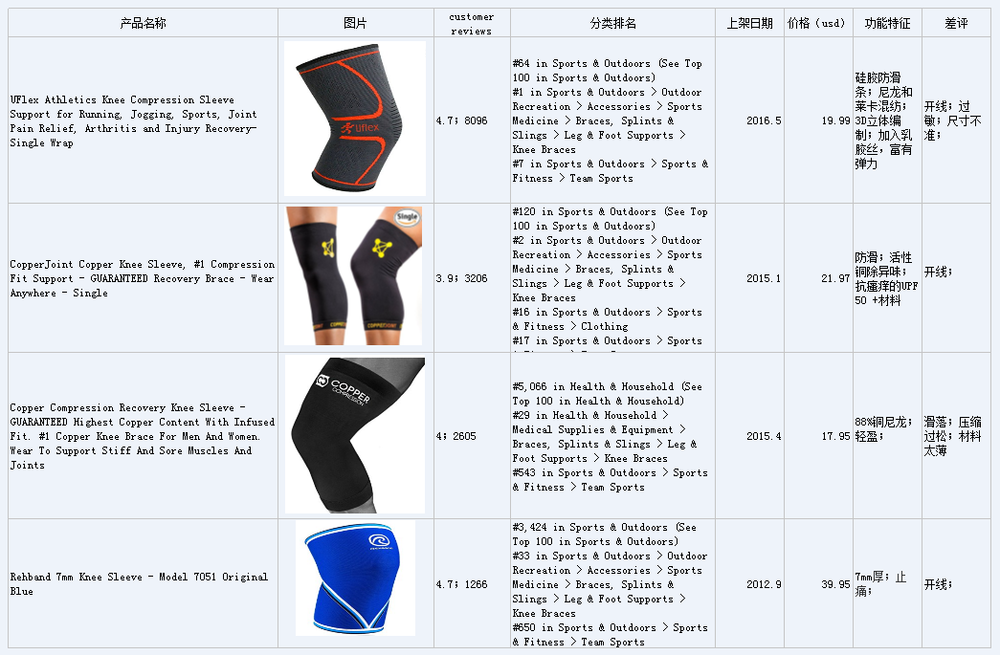 产品名称
图片
customer
reviews
分类排名
上架日期
价格（usd）
功能特征
差评
UFlex Athletics Knee Compression Sleeve
Support for Running, Jogging, Sports, Joint
Pain Relief, Arthritis and Injury Recovery-
Single Wrap
Uflex
4.7; 8096
#64 in Sports & Outdoors (See Top
100 in Sports & Outdoors)
#1 in Sports & Outdoors > Outdoor
Recreation > Accessories > Sports
Medicine > Braces, Splints &
Slings > Leg & Foot Supports >
Knee Braces
#7 in Sports & Outdoors > Sports &
Fitness > Team Sports
2016.5
19.99
硅胶防滑
条；尼龙和
莱卡混纺；
3D立体编
制；加入乳
胶丝，富有
弹力
开线；过
敏；尺寸不
准；
CopperJoint Copper Knee Sleeve, #1 Compression
Fit Support - GUARANTEED Recovery Brace - Wear
Anywhere - Single
Single
3.9; 3206
#120 in Sports & Outdoors (See Top
100 in Sports & Outdoors)
#2 in Sports & Outdoors > Outdoor
Recreation > Accessories > Sports
Medicine > Braces, Splints &
Slings > Leg & Foot Supports >
Knee Braces
#16 in Sports & Outdoors > Sports
& Fitness > Clothing
#17 in Sports & Outdoors > Sports
2015.1
21.97
防滑；活性
铜除异味；
抗瘙痒的UPF
50 +材料
开线；
Copper Compression Recovery Knee Sleeve -
GUARANTEED Highest Copper Content With Infused
Fit. #1 Copper Knee Brace For Men And Women.
Wear To Support Stiff And Sore Muscles And
Joints
COPPER
COMPRESSION
4; 2605
#5,066 in Health & Household (See
Top 100 in Health & Household)
#29 in Health & Household >
Medical Supplies & Equipment >
Braces, Splints & Slings > Leg &
Foot Supports > Knee Braces
#543 in Sports & Outdoors > Sports
& Fitness > Team Sports
2015.4
17.95
88%铜尼龙；
轻盈；
滑落；压缩
过松；材料
太薄
Rehband 7mm Knee Sleeve - Model 7051 Original
Blue
4.7; 1266
#3,424 in Sports & Outdoors (See
Top 100 in Sports & Outdoors)
#33 in Sports & Outdoors > Outdoor
Recreation > Accessories > Sports
Medicine > Braces, Splints &
Slings > Leg & Foot Supports >
Knee Braces
#650 in Sports & Outdoors > Sports
& Fitness > Team Sports
2012.9
39.95
7mm厚；止
痛；
开线；